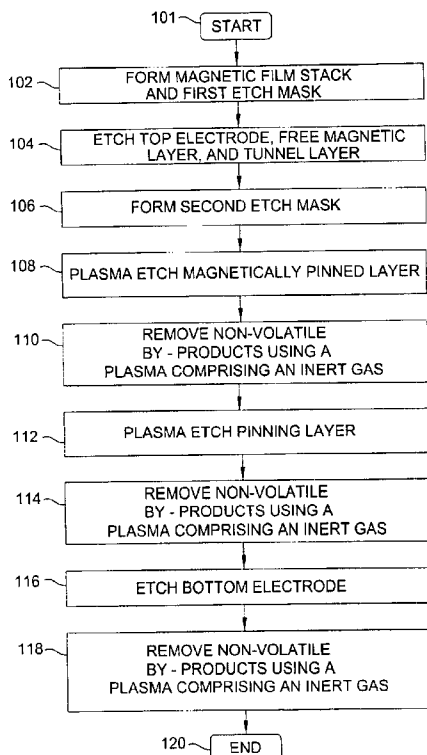 101
START
102
FORM MAGNETIC FILM STACK
AND FIRST ETCH MASK
104
ETCH TOP ELECTRODE, FREE MAGNETIC
LAYER, AND TUNNEL LAYER
106
FORM SECOND ETCH MASK
108
PLASMA ETCH MAGNETICALLY PINNED LAYER
110
REMOVE NON-VOLATILE
BY - PRODUCTS USING A
PLASMA COMPRISING AN INERT GAS
112
PLASMA ETCH PINNING LAYER
114
REMOVE NON-VOLATILE
BY - PRODUCTS USING A
PLASMA COMPRISING AN INERT GAS
116
ETCH BOTTOM ELECTRODE
118
REMOVE NON-VOLATILE
BY - PRODUCTS USING A
PLASMA COMPRISING AN INERT GAS
120
END